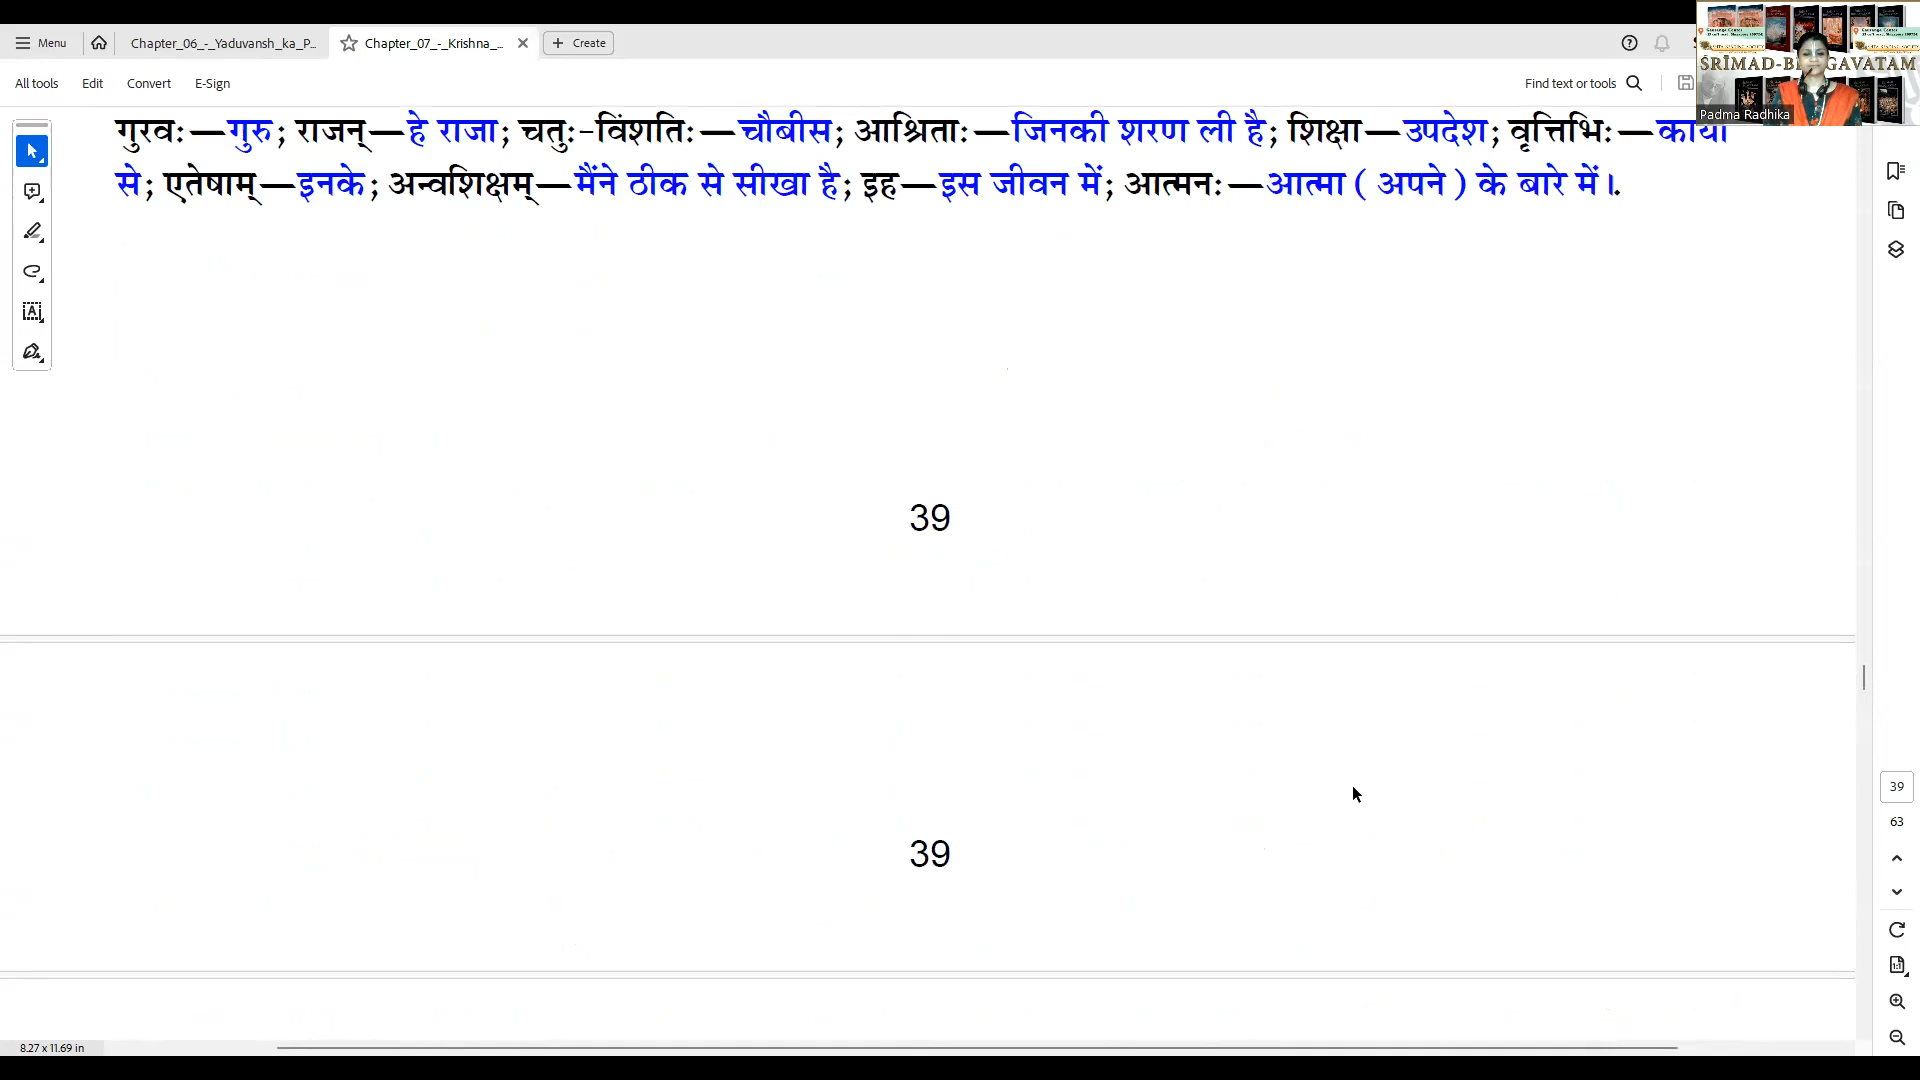 Menu
Chapter_06_-_Yaduvansh_ka_P...
Chapter_07_-_Krishna_...
Create
All tools
Edit
Convert
E-Sign
Find text or tools
ŚRĪMAD-BHĀGAVATAM
Padma Radhika
गुरवः—गुरु; राजन्—हे राजा; चतुः-विंशतिः—चौबीस; आश्रिताः—जिनकी शरण ली है; शिक्षा—उपदेश; वृत्तिभिः—कार्यों
से; एतेषाम्—इनके; अन्वशिक्षम्—मैंने ठीक से सीखा है; इह—इस जीवन में; आत्मनः—आत्मा ( अपने ) के बारे में।.
39
39
39
63
8.27 x 11.69 in